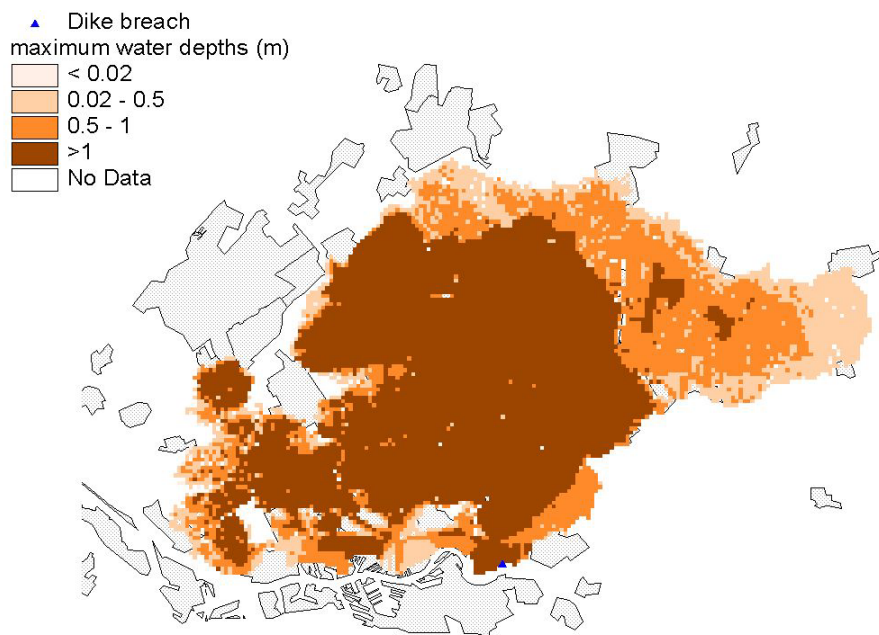 Dike breach
maximum water depths (m)
< 0.02
0.02 - 0.5
0.5 - 1
>1
No Data